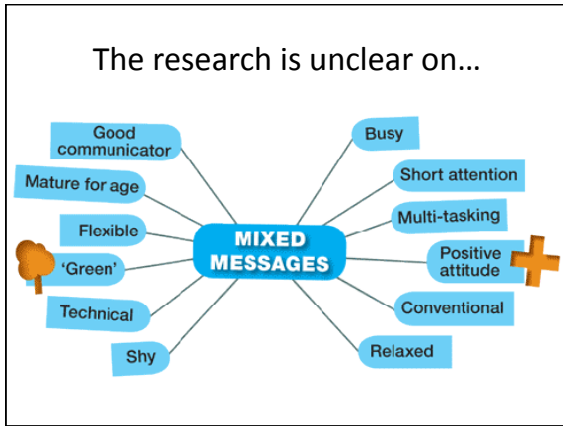 The research is unclear on…
Good
communicator
Mature for age
Flexible
'Green'
Technical
Shy
MIXED
MESSAGES
Busy
Short attention
Multi-tasking
Positive
attitude
Conventional
Relaxed